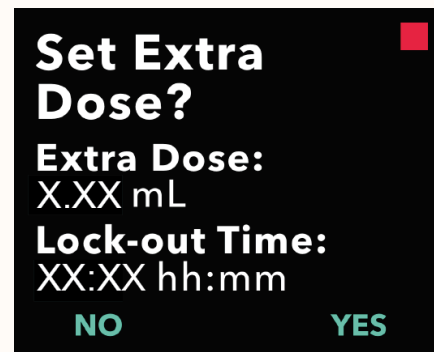 Set Extra
Dose?
Extra Dose:
X.XX mL
Lock-out Time:
XX:XX hh:mm
NO YES